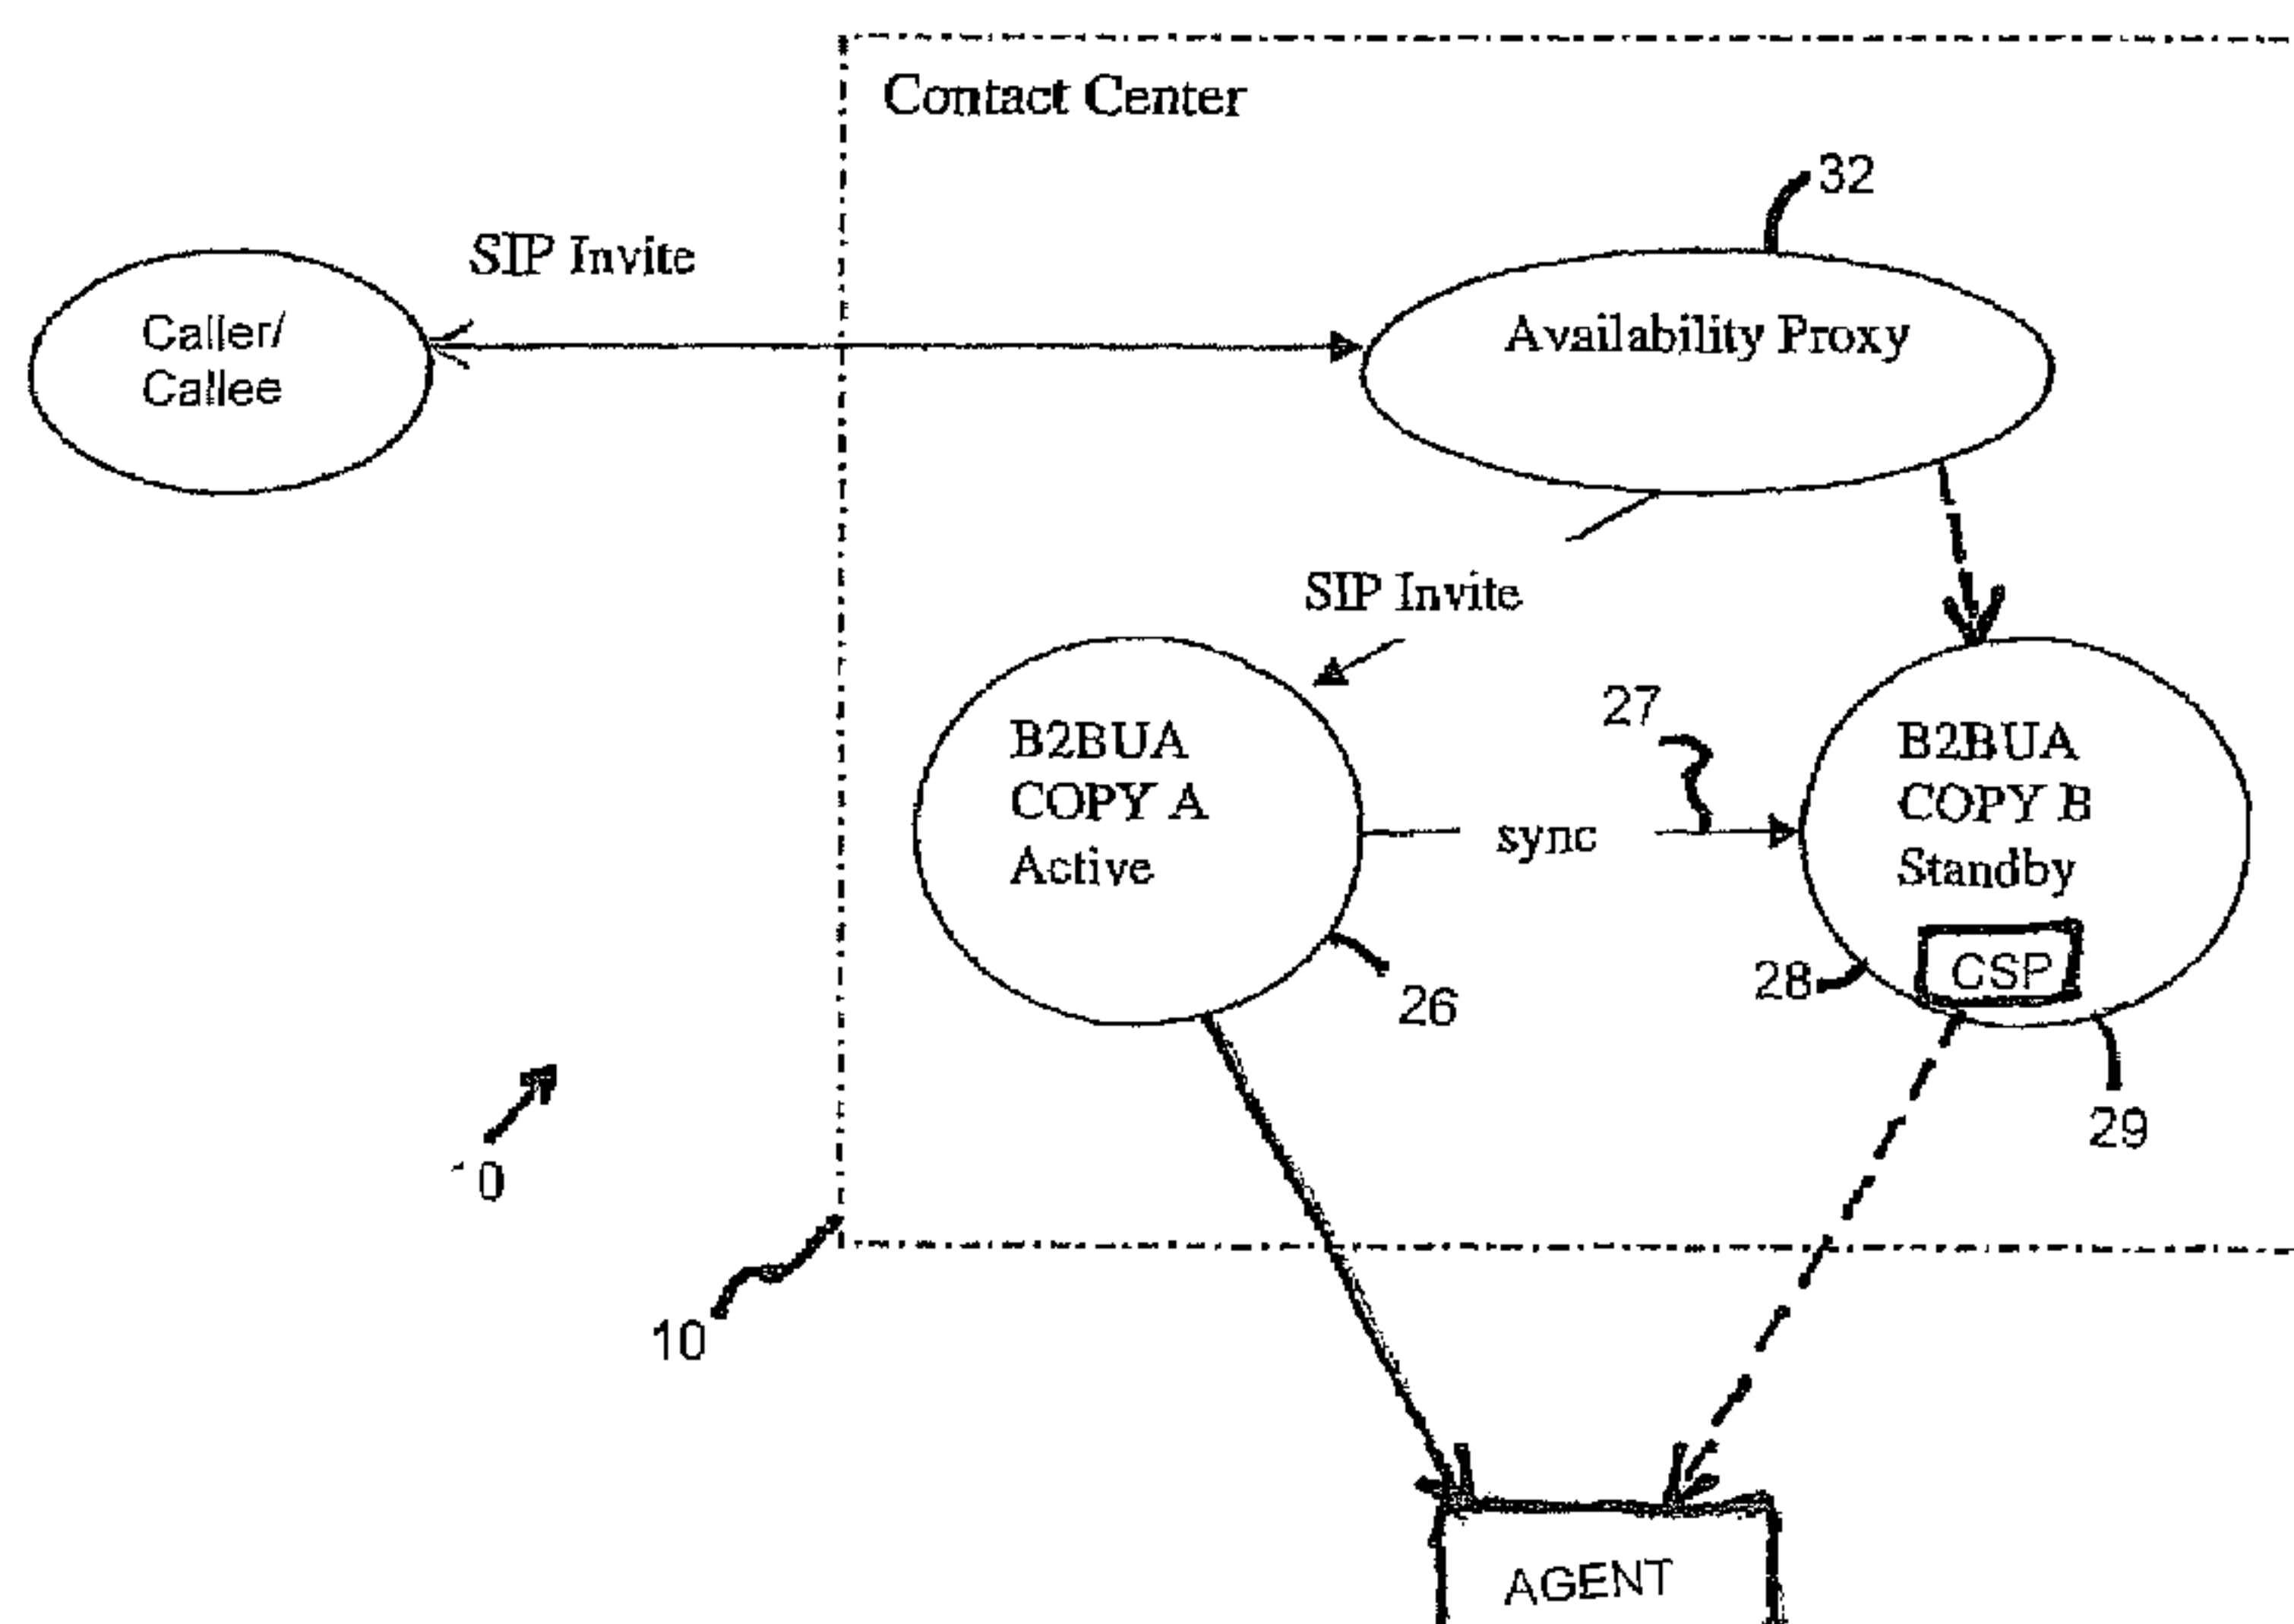 Contact Center
32
SIP Invite
Caller/
Callee
Availability Proxy
SIP Invite
27
B2BUA
COPY A
Active
sync
B2BUA
COPY B
Standby
CSP
28
26
29
10
10
AGENT